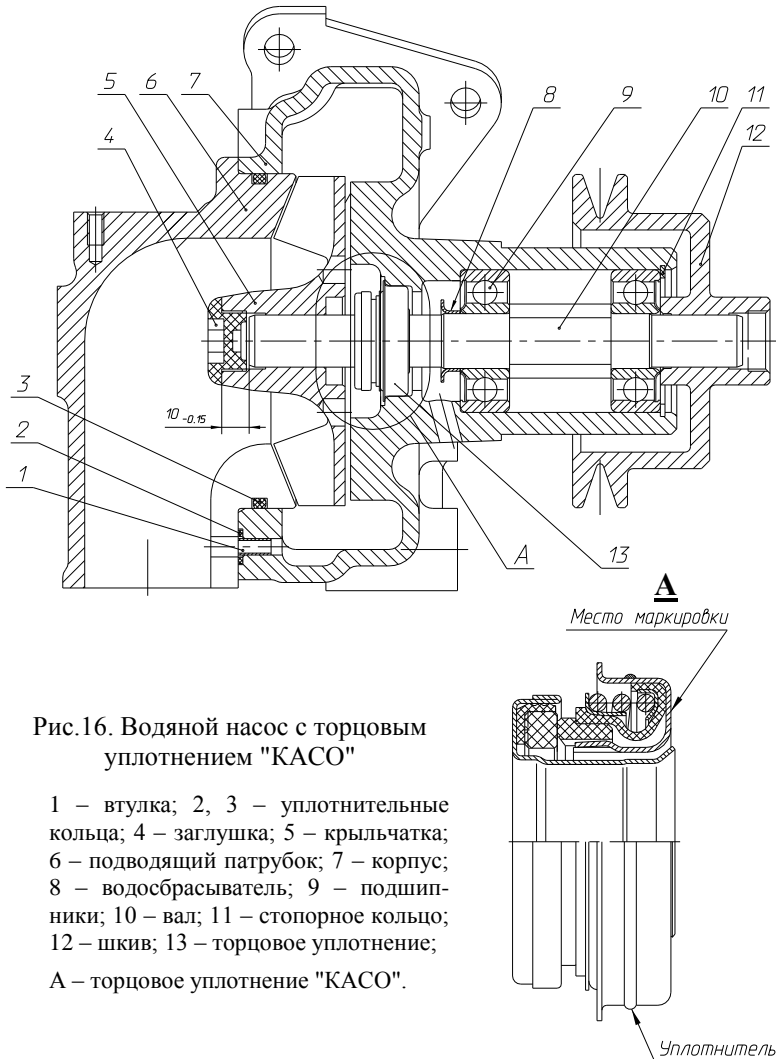 5
6
7
8
9
10
11
12
4
3
2
1
10 -0.15
A
13
A
Место маркировки
Рис.16. Водяной насос с торцовым
уплотнением "КАСО"
1 – втулка; 2, 3 – уплотнительные
кольца; 4 – заглушка; 5 – крыльчатка;
6 – подводящий патрубок; 7 – корпус;
8 – водосбрасыватель; 9 – подшип-
ники; 10 – вал; 11 – стопорное кольцо;
12 – шкив; 13 – торцовое уплотнение;
А – торцовое уплотнение "КАСО".
Уплотнитель